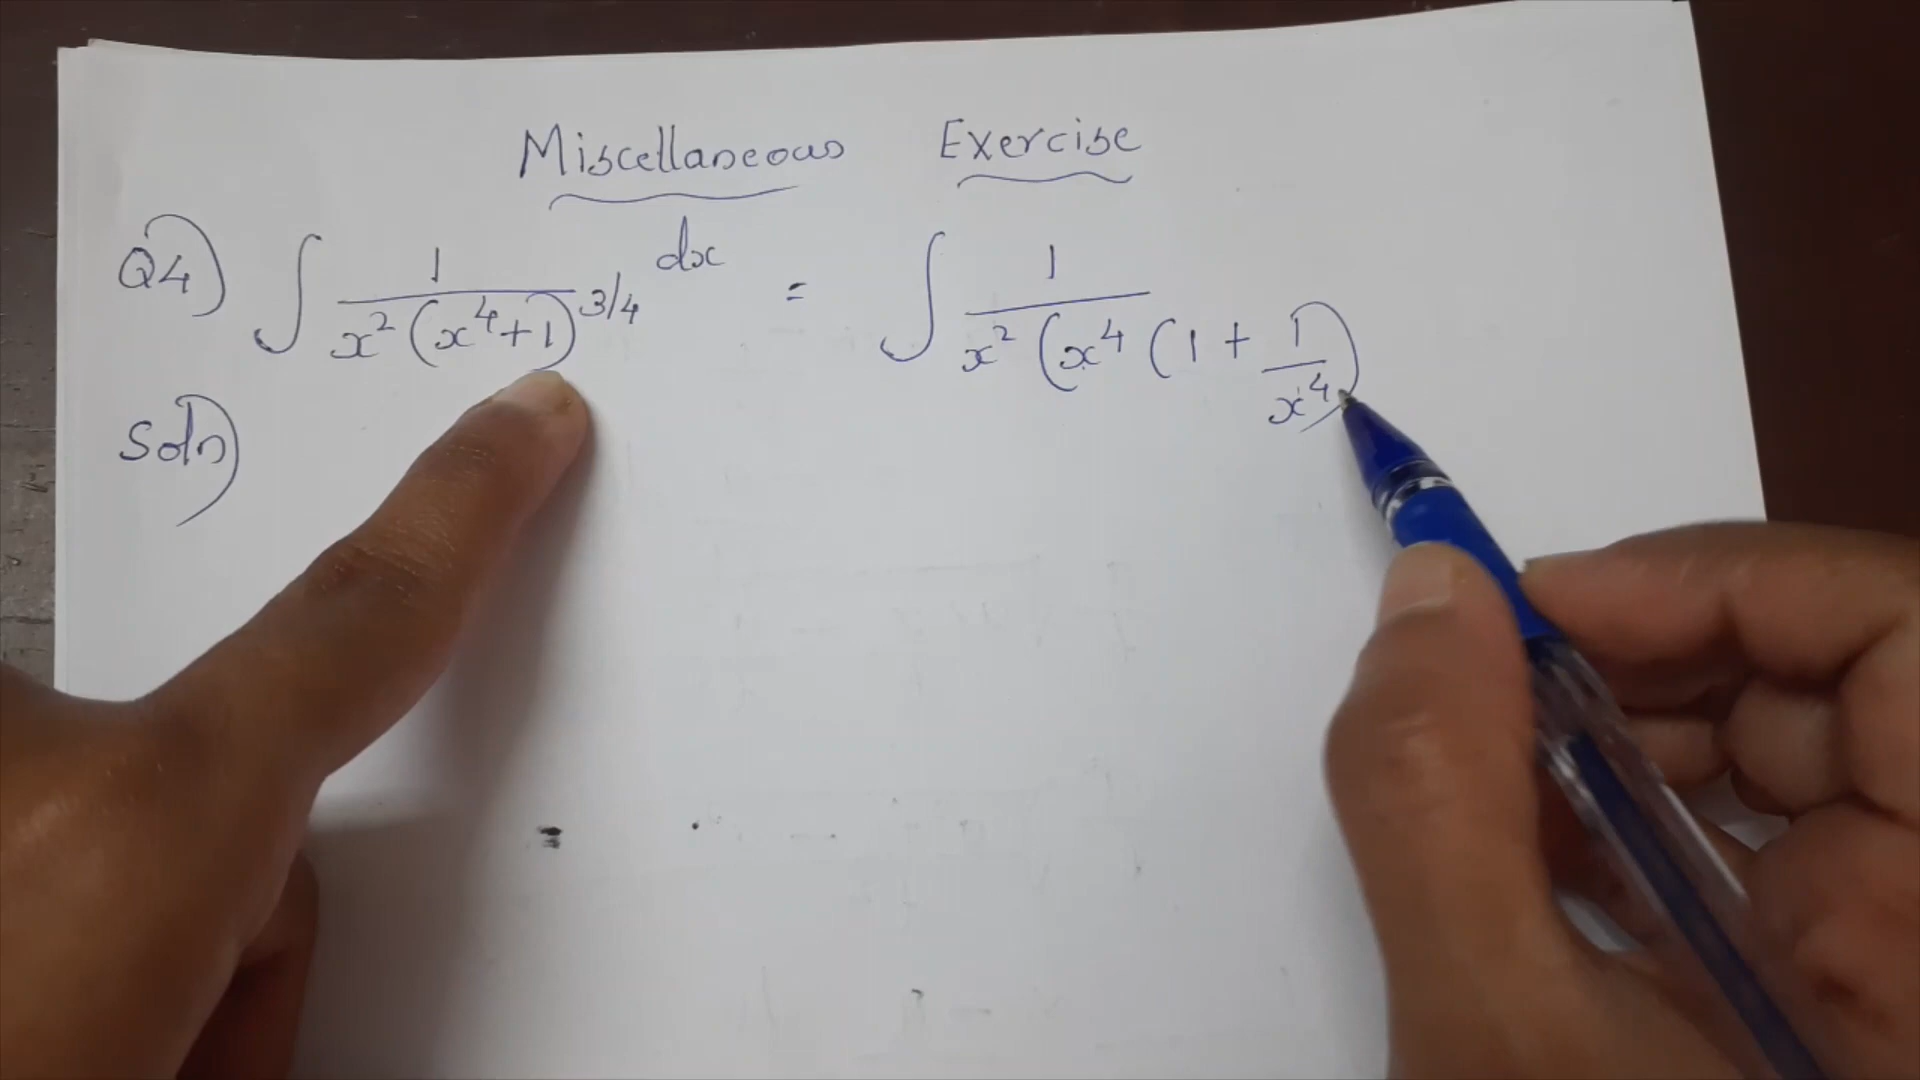 Miscellaneous Exercise
Q4) ∫ 1/(x² (x⁴+1)^3/4) dx = ∫ 1/(x² (x⁴ (1 + 1/x⁴)
Soln)